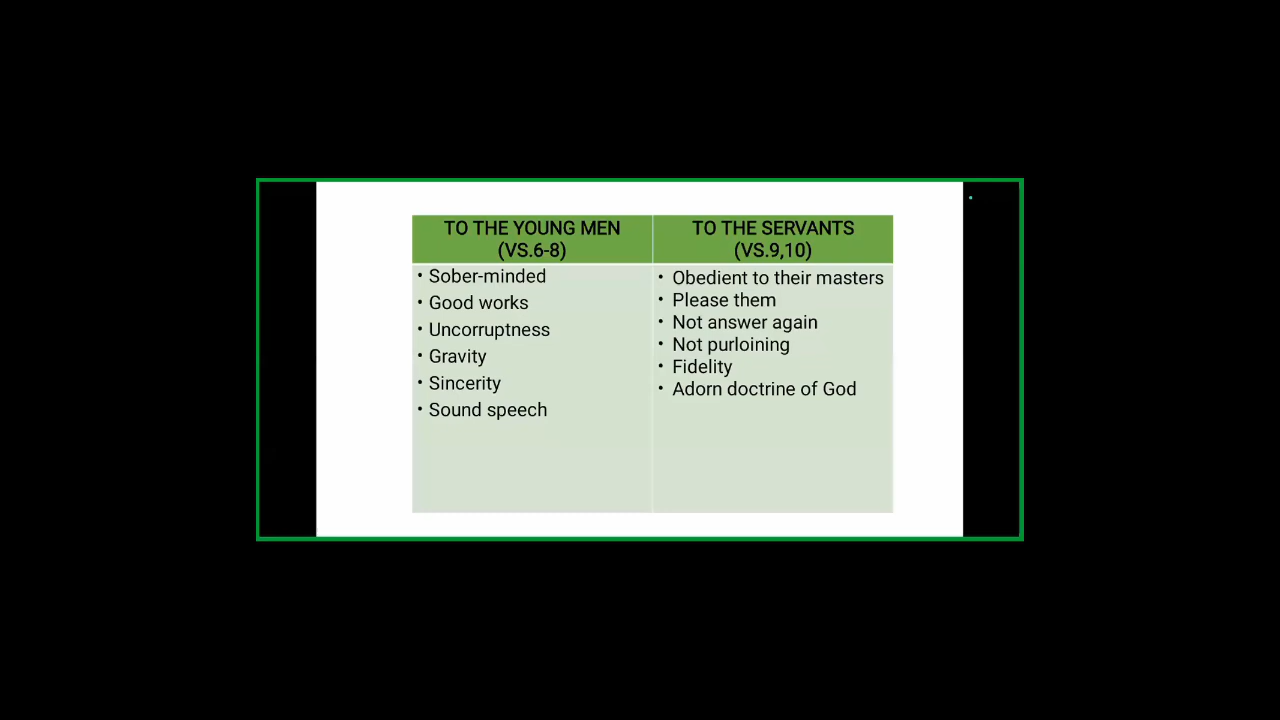 TO THE YOUNG MEN
(VS.6-8)
• Sober-minded
• Good works
• Uncorruptness
• Gravity
• Sincerity
• Sound speech
TO THE SERVANTS
(VS.9,10)
• Obedient to their masters
• Please them
• Not answer again
• Not purloining
• Fidelity
• Adorn doctrine of God